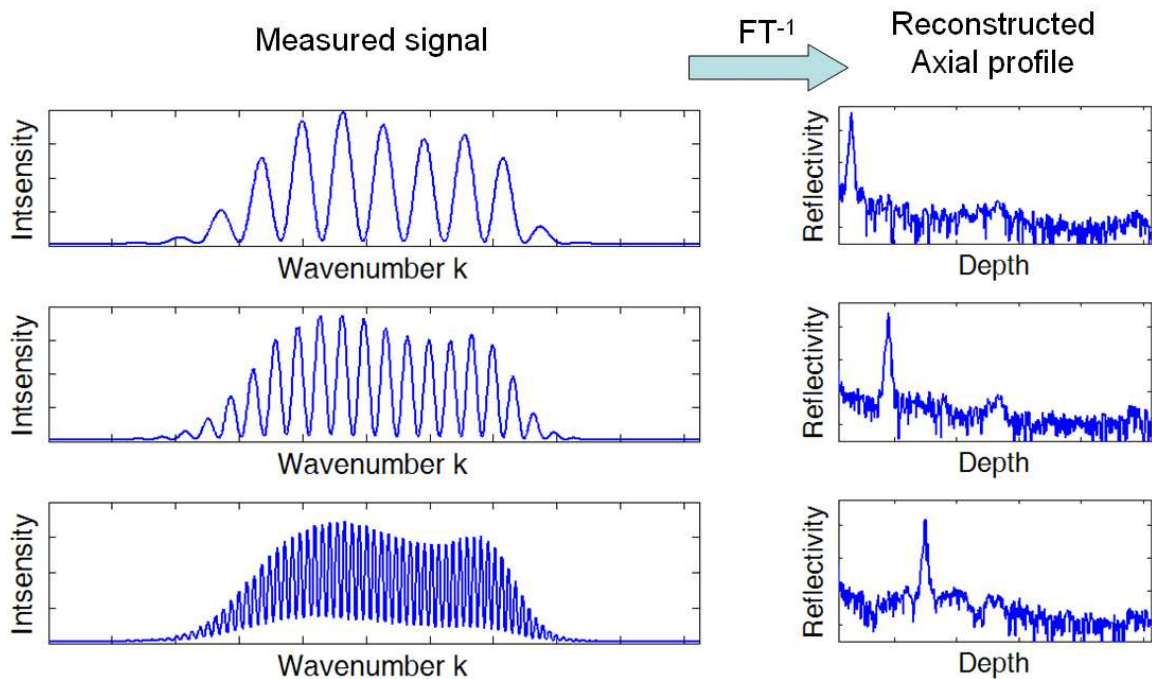 Measured signal
FT-1
Reconstructed
Axial profile
Intsensity
Wavenumber k
Reflectivity
Depth
Intsensity
Wavenumber k
Reflectivity
Depth
Intsensity
Wavenumber k
Reflectivity
Depth